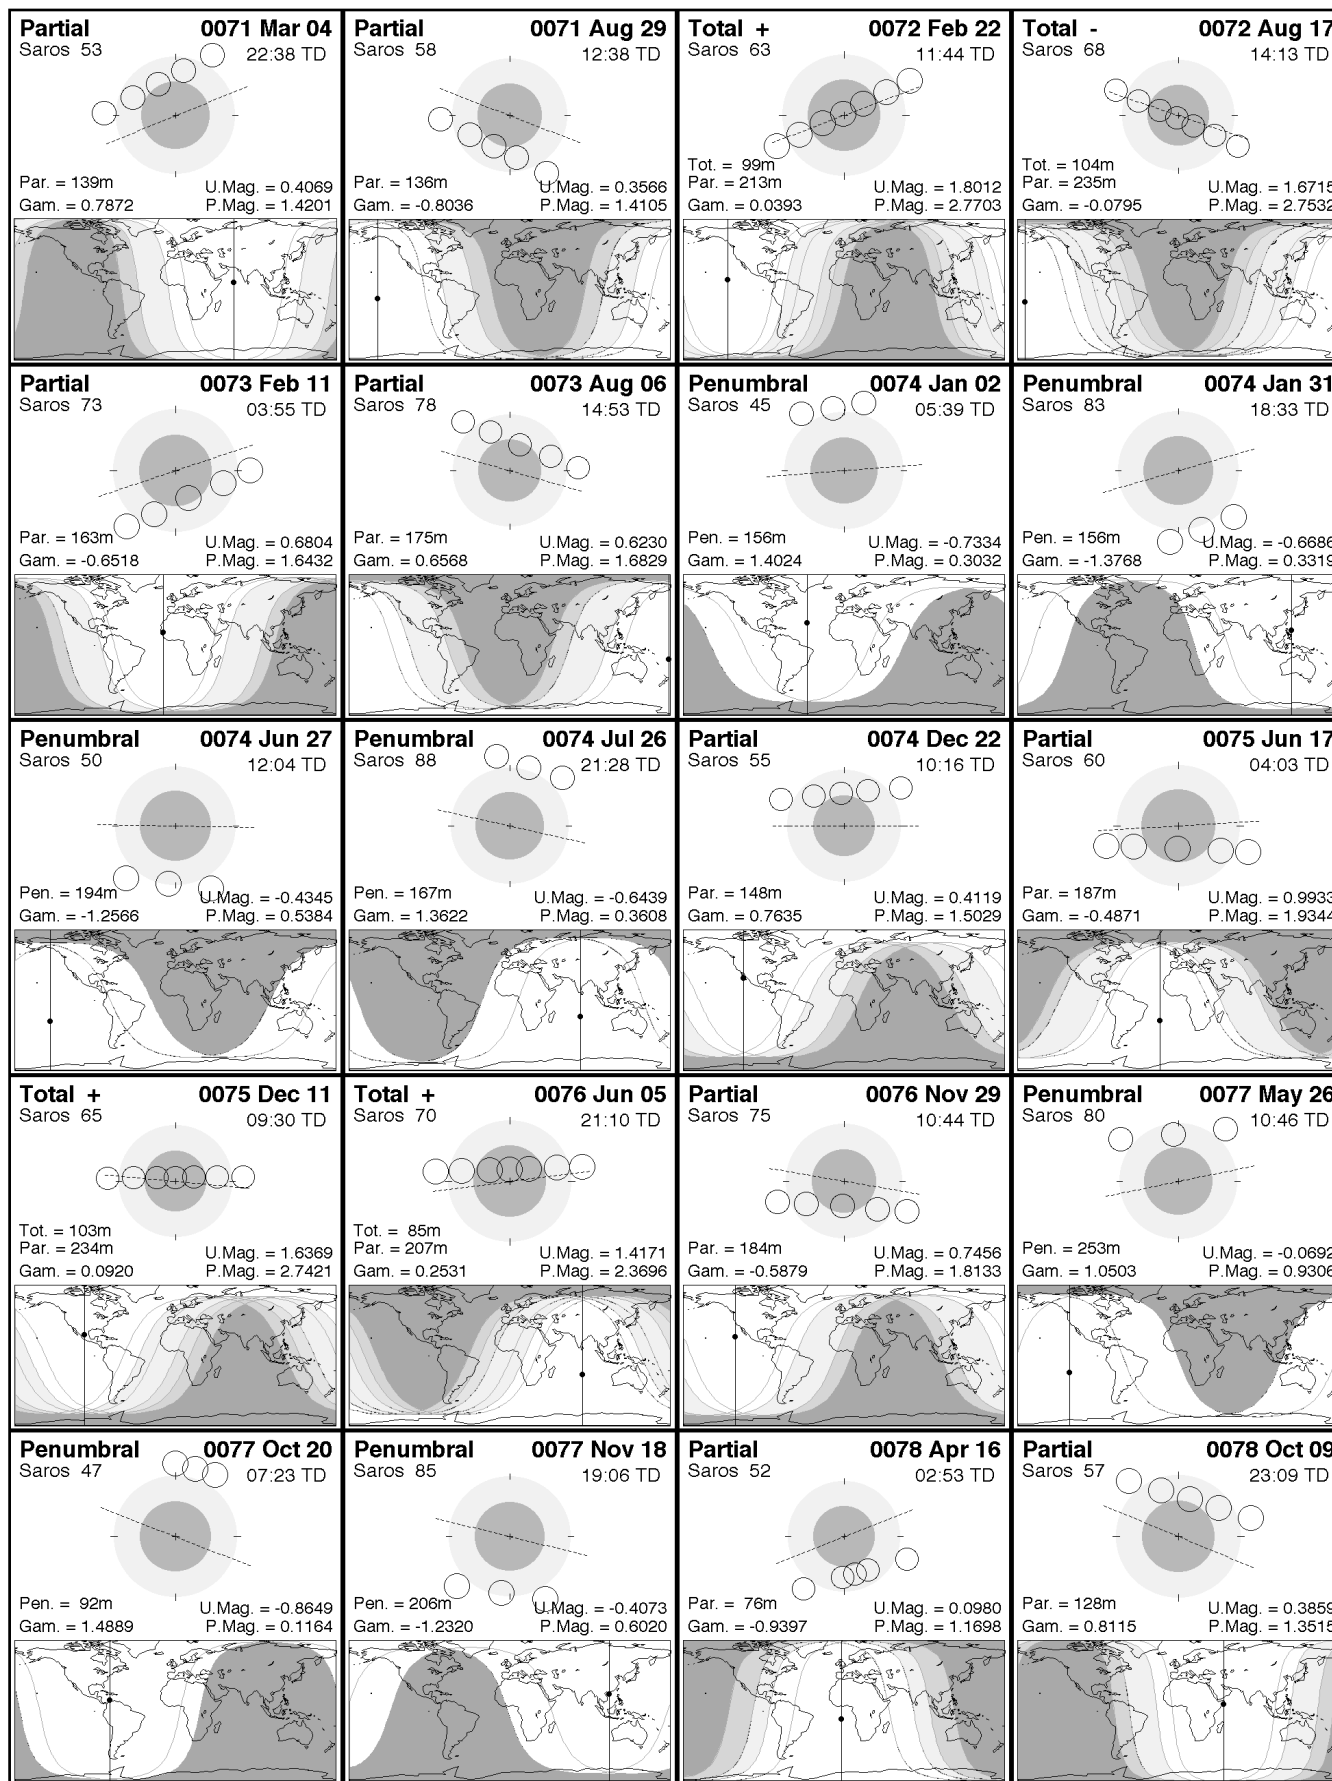 Partial 0071 Mar 04
Saros 53 22:38 TD
Par. = 139m U.Mag. = 0.4069
Gam. = 0.7872 P.Mag. = 1.4201
Partial 0071 Aug 29
Saros 58 12:38 TD
Par. = 136m U.Mag. = 0.3566
Gam. = -0.8036 P.Mag. = 1.4105
Total + 0072 Feb 22
Saros 63 11:44 TD
Tot. = 99m
Par. = 213m U.Mag. = 1.8012
Gam. = 0.0393 P.Mag. = 2.7703
Total - 0072 Aug 17
Saros 68 14:13 TD
Tot. = 104m
Par. = 235m U.Mag. = 1.6715
Gam. = -0.0795 P.Mag. = 2.7532
Partial 0073 Feb 11
Saros 73 03:55 TD
Par. = 163m U.Mag. = 0.6804
Gam. = -0.6518 P.Mag. = 1.6432
Partial 0073 Aug 06
Saros 78 14:53 TD
Par. = 175m U.Mag. = 0.6230
Gam. = 0.6568 P.Mag. = 1.6829
Penumbral 0074 Jan 02
Saros 45 05:39 TD
Pen. = 156m U.Mag. = -0.7334
Gam. = 1.4024 P.Mag. = 0.3032
Penumbral 0074 Jan 31
Saros 83 18:33 TD
Pen. = 156m U.Mag. = -0.6686
Gam. = -1.3768 P.Mag. = 0.3319
Penumbral 0074 Jun 27
Saros 50 12:04 TD
Pen. = 194m U.Mag. = -0.4345
Gam. = -1.2566 P.Mag. = 0.5384
Penumbral 0074 Jul 26
Saros 88 21:28 TD
Pen. = 167m U.Mag. = -0.6439
Gam. = 1.3622 P.Mag. = 0.3608
Partial 0074 Dec 22
Saros 55 10:16 TD
Par. = 148m U.Mag. = 0.4119
Gam. = 0.7635 P.Mag. = 1.5029
Partial 0075 Jun 17
Saros 60 04:03 TD
Par. = 187m U.Mag. = 0.9933
Gam. = -0.4871 P.Mag. = 1.9344
Total + 0075 Dec 11
Saros 65 09:30 TD
Tot. = 103m
Par. = 234m U.Mag. = 1.6369
Gam. = 0.0920 P.Mag. = 2.7421
Total + 0076 Jun 05
Saros 70 21:10 TD
Tot. = 85m
Par. = 207m U.Mag. = 1.4171
Gam. = 0.2531 P.Mag. = 2.3696
Partial 0076 Nov 29
Saros 75 10:44 TD
Par. = 184m U.Mag. = 0.7456
Gam. = -0.5879 P.Mag. = 1.8133
Penumbral 0077 May 26
Saros 80 10:46 TD
Pen. = 253m U.Mag. = -0.0692
Gam. = 1.0503 P.Mag. = 0.9306
Penumbral 0077 Oct 20
Saros 47 07:23 TD
Pen. = 92m U.Mag. = -0.8649
Gam. = 1.4889 P.Mag. = 0.1164
Penumbral 0077 Nov 18
Saros 85 19:06 TD
Pen. = 206m U.Mag. = -0.4073
Gam. = -1.2320 P.Mag. = 0.6020
Partial 0078 Apr 16
Saros 52 02:53 TD
Par. = 76m U.Mag. = 0.0980
Gam. = -0.9397 P.Mag. = 1.1698
Partial 0078 Oct 09
Saros 57 23:09 TD
Par. = 128m U.Mag. = 0.3859
Gam. = 0.8115 P.Mag. = 1.3515